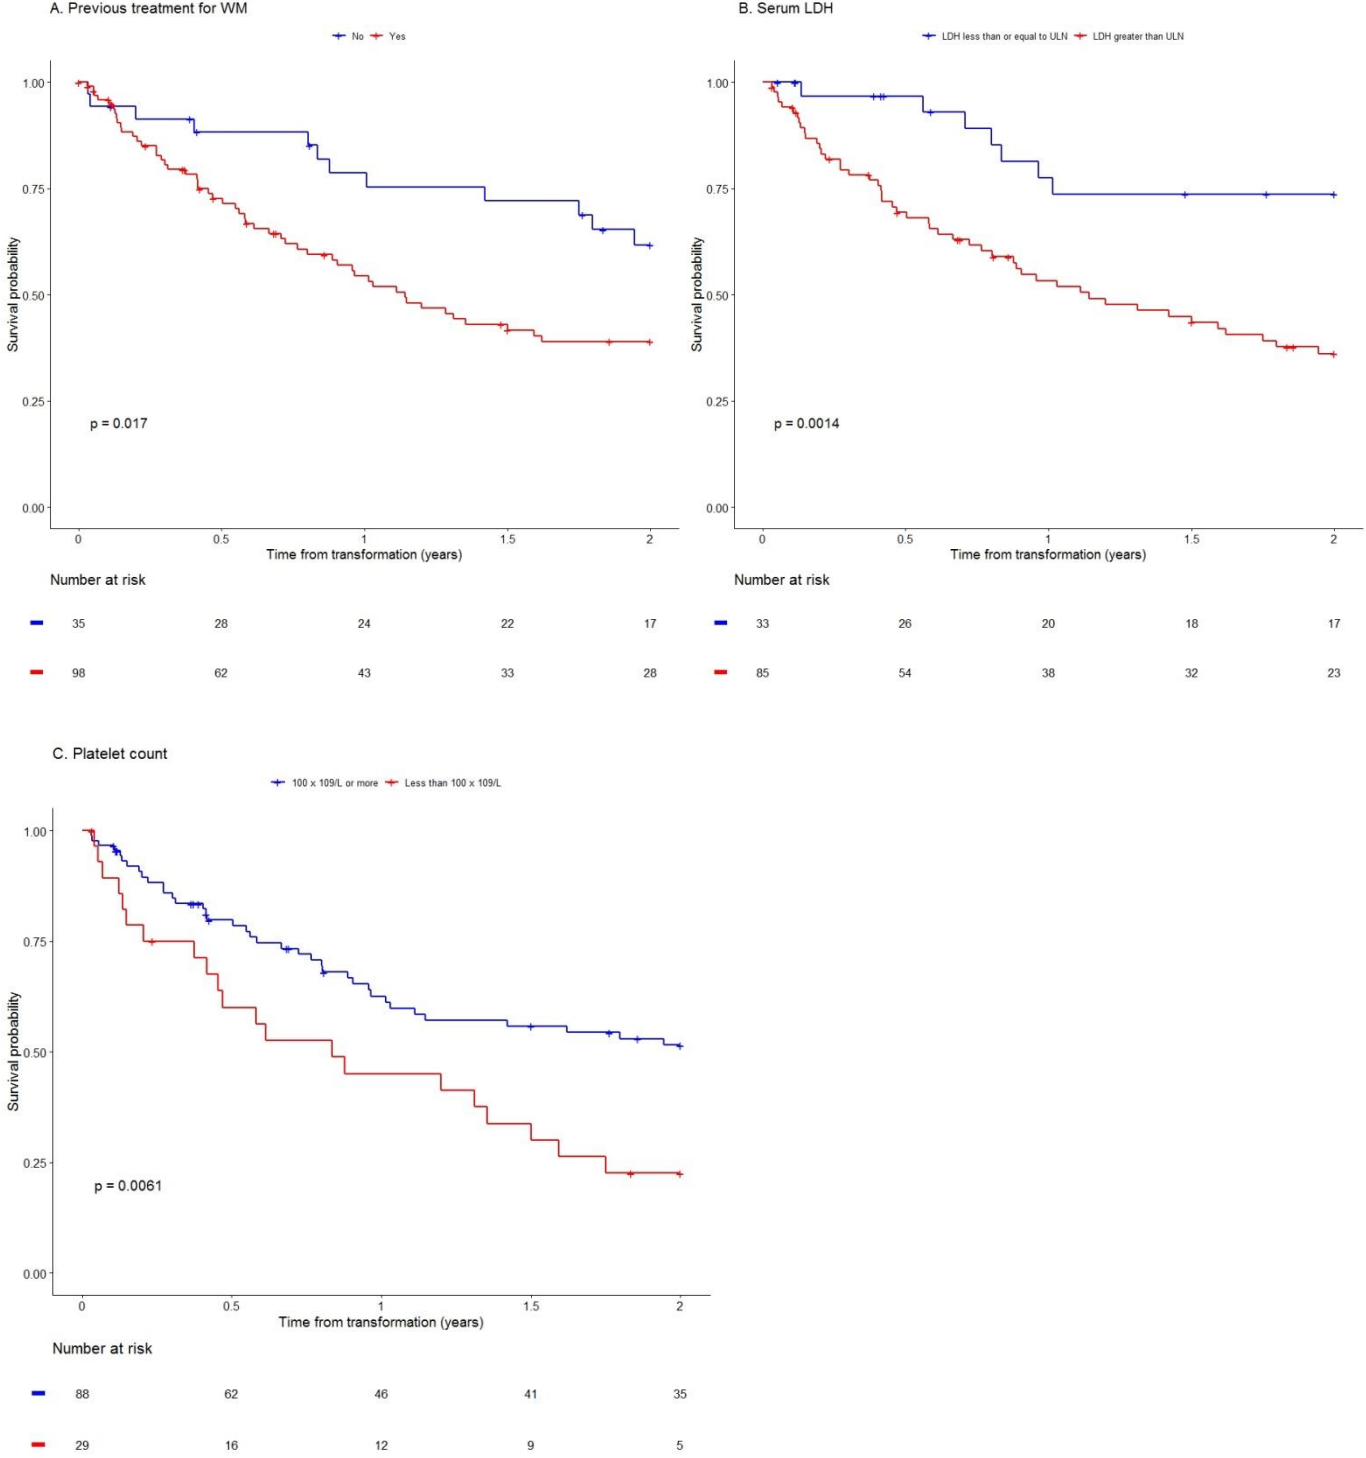 A. Previous treatment for WM
No Yes
1.00
0.75
0.50
0.25
0.00
Survival probability
p = 0.017
0 0.5 1 1.5 2
Time from transformation (years)
Number at risk
35 28 24 22 17
98 62 43 33 28
B. Serum LDH
LDH less than or equal to ULN LDH greater than ULN
1.00
0.75
0.50
0.25
0.00
Survival probability
p = 0.0014
0 0.5 1 1.5 2
Time from transformation (years)
Number at risk
33 26 20 18 17
85 54 38 32 23
C. Platelet count
100 x 109/L or more Less than 100 x 109/L
1.00
0.75
0.50
0.25
0.00
Survival probability
p = 0.0061
0 0.5 1 1.5 2
Time from transformation (years)
Number at risk
88 62 46 41 35
29 16 12 9 5